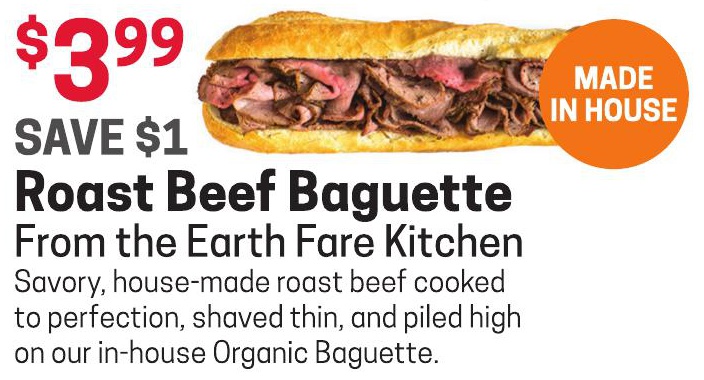 $3.99
SAVE $1
MADE
IN HOUSE
Roast Beef Baguette
From the Earth Fare Kitchen
Savory, house-made roast beef cooked
to perfection, shaved thin, and piled high
on our in-house Organic Baguette.